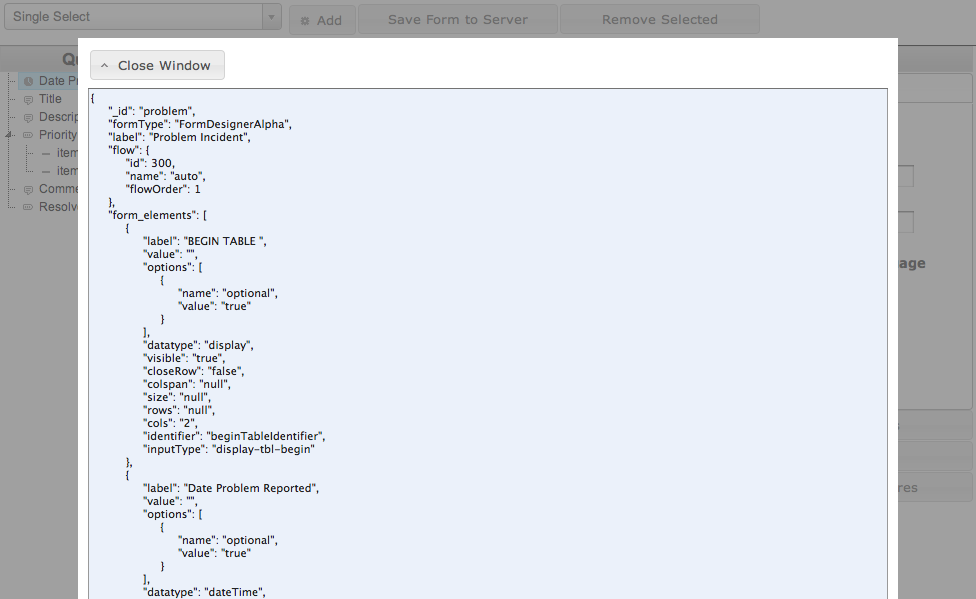 Single Select
Add
Save Form to Server
Remove Selected
Close Window
Date P
Title
Descrip
Priority
item
item
Comme
Resolv
age
res
{
"_id": "problem",
"formType": "FormDesignerAlpha",
"label": "Problem Incident",
"flow": {
"id": 300,
"name": "auto",
"flowOrder": 1
},
"form_elements": [
{
"label": "BEGIN TABLE ",
"value": "",
"options": [
{
"name": "optional",
"value": "true"
}
],
"datatype": "display",
"visible": "true",
"closeRow": "false",
"colspan": "null",
"size": "null",
"rows": "null",
"cols": "2",
"identifier": "beginTableIdentifier",
"inputType": "display-tbl-begin"
},
{
"label": "Date Problem Reported",
"value": "",
"options": [
{
"name": "optional",
"value": "true"
}
],
"datatype": "dateTime",